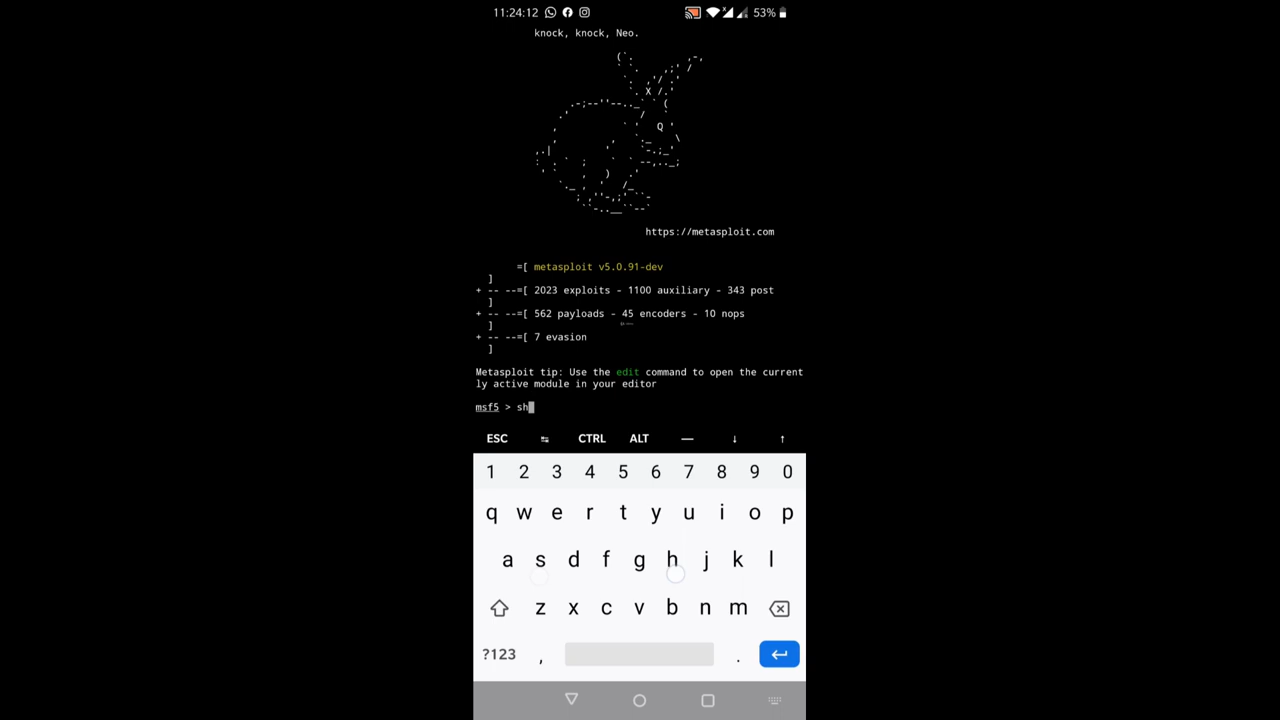 11:24:12 53%
knock, knock, Neo.
https://metasploit.com
=[ metasploit v5.0.91-dev
]
+ -- --=[ 2023 exploits - 1100 auxiliary - 343 post
]
+ -- --=[ 562 payloads - 45 encoders - 10 nops
]
+ -- --=[ 7 evasion
]
Metasploit tip: Use the edit command to open the current
ly active module in your editor
msf5 > sh
ESC CTRL ALT — ↓ ↑
1 2 3 4 5 6 7 8 9 0
q w e r t y u i o p
a s d f g h j k l
z x c v b n m
?123 , .